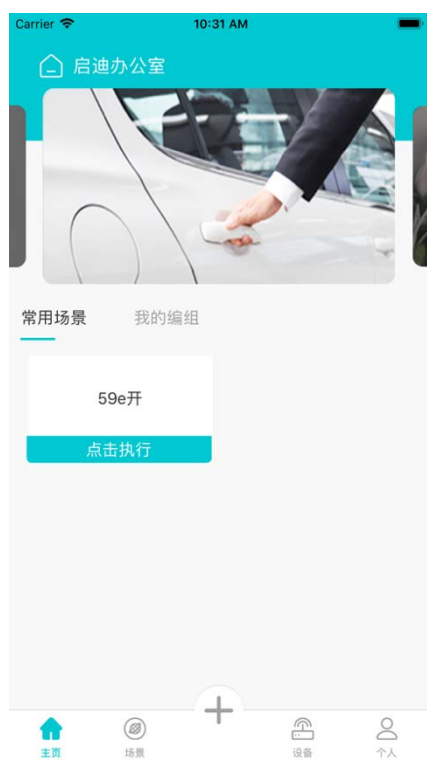 Carrier 10:31 AM
启迪办公室
常用场景 我的编组
59e开
点击执行
主页 场景 设备 个人